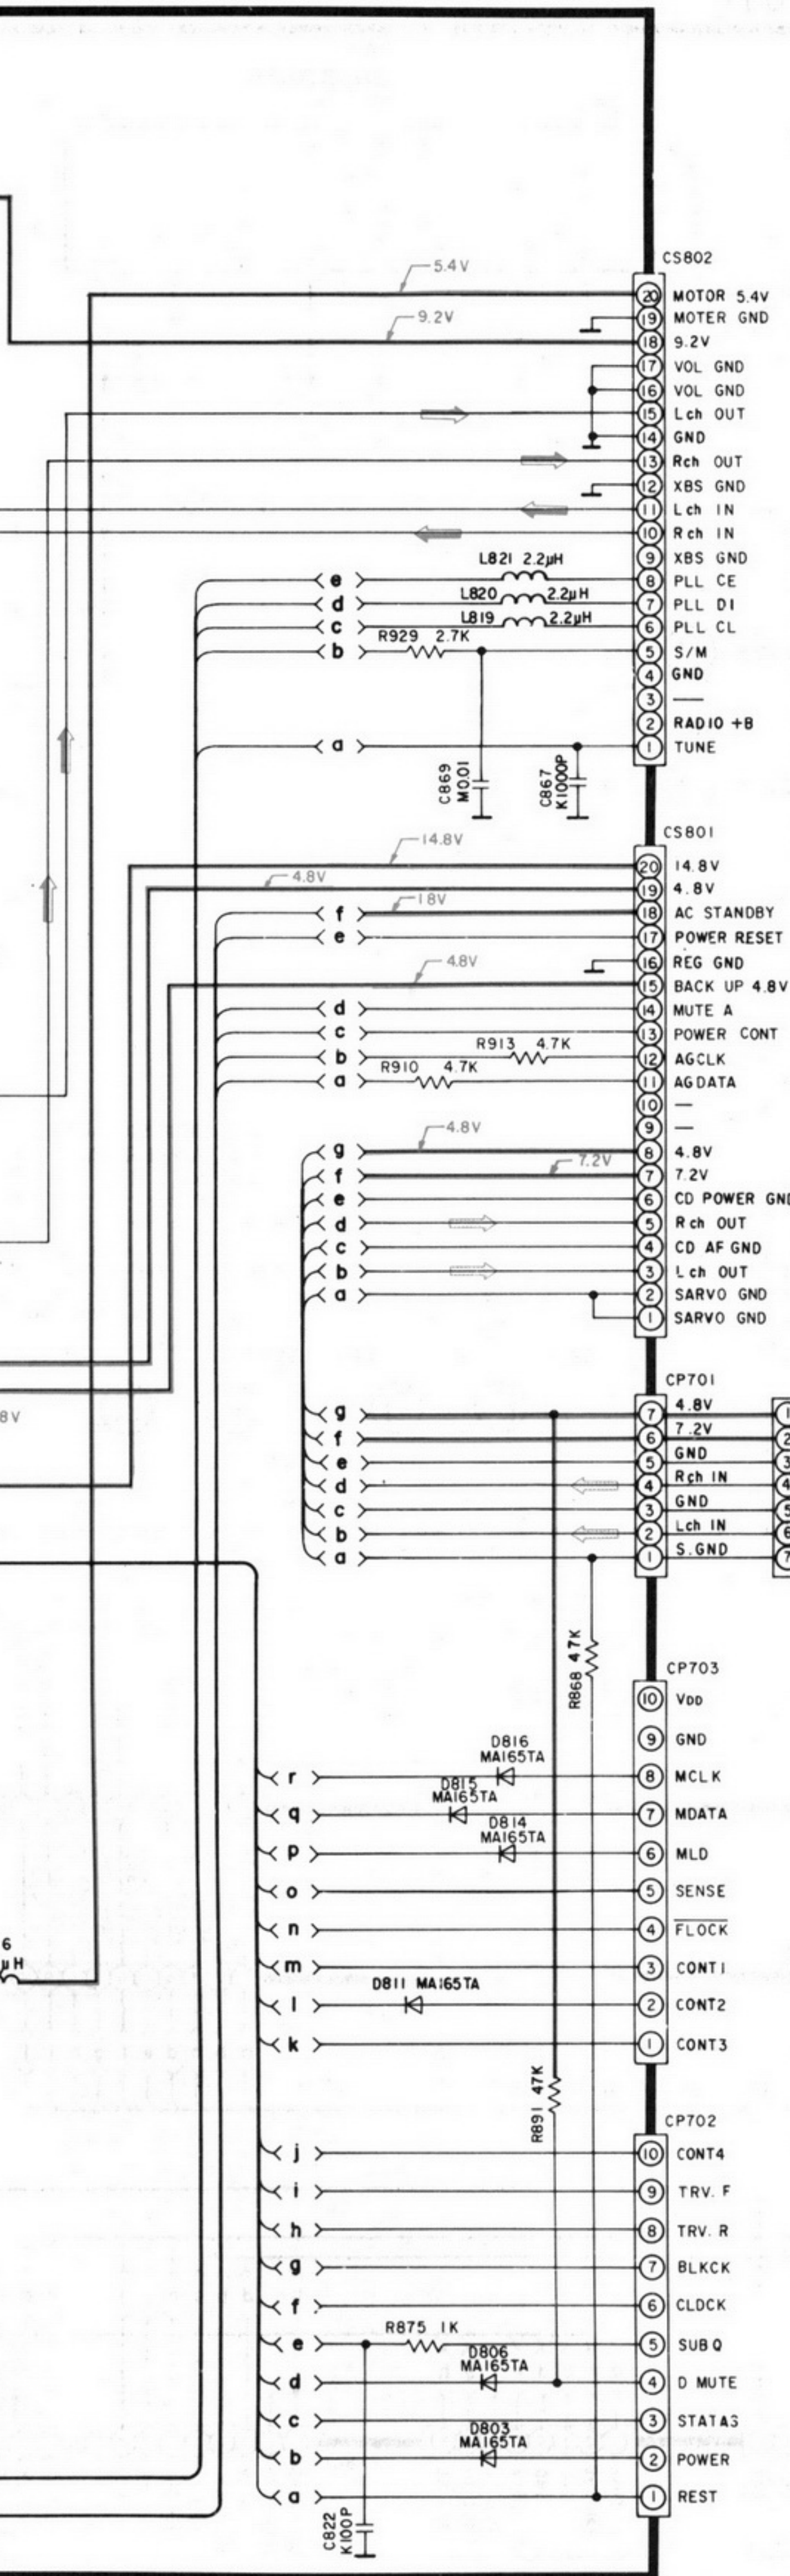 CS802
5.4V
20 MOTOR 5.4V
19 MOTER GND
9.2V
18 9.2V
17 VOL GND
16 VOL GND
15 Lch OUT
14 GND
13 Rch OUT
12 XBS GND
11 Lch IN
10 Rch IN
9 XBS GND
L821 2.2µH
e 8 PLL CE
L820 2.2µH
d 7 PLL DI
L819 2.2µH
c 6 PLL CL
R929 2.7K
b 5 S/M
4 GND
3 —
2 RADIO +B
a 1 TUNE
C869
M0.01
C867
K1000P
CS801
14.8V
20 14.8V
4.8V
19 4.8V
18V
f 18 AC STANDBY
e 17 POWER RESET
16 REG GND
4.8V
15 BACK UP 4.8V
d 14 MUTE A
c 13 POWER CONT
R913 4.7K
b 12 AGCLK
R910 4.7K
a 11 AGDATA
10 —
9 —
4.8V
g 8 4.8V
7.2V
f 7 7.2V
e 6 CD POWER GND
d 5 Rch OUT
c 4 CD AF GND
b 3 Lch OUT
a 2 SARVO GND
1 SARVO GND
CP701
8V
g 7 4.8V 1
f 6 7.2V 2
e 5 GND 3
d 4 Rch IN 4
c 3 GND 5
b 2 Lch IN 6
a 1 S.GND 7
R868 47K
CP703
10 VDD
9 GND
D816
MA165TA
r 8 MCLK
D815
MA165TA
q 7 MDATA
D814
MA165TA
p 6 MLD
o 5 SENSE
n 4 FLOCK
6
µH
m 3 CONT1
D811 MA165TA
l 2 CONT2
k 1 CONT3
R891 47K
CP702
j 10 CONT4
i 9 TRV. F
h 8 TRV. R
g 7 BLKCK
f 6 CLDCK
R875 1K
e 5 SUBQ
D806
MA165TA
d 4 D MUTE
c 3 STATAS
D803
MA165TA
b 2 POWER
a 1 REST
C822
K100P